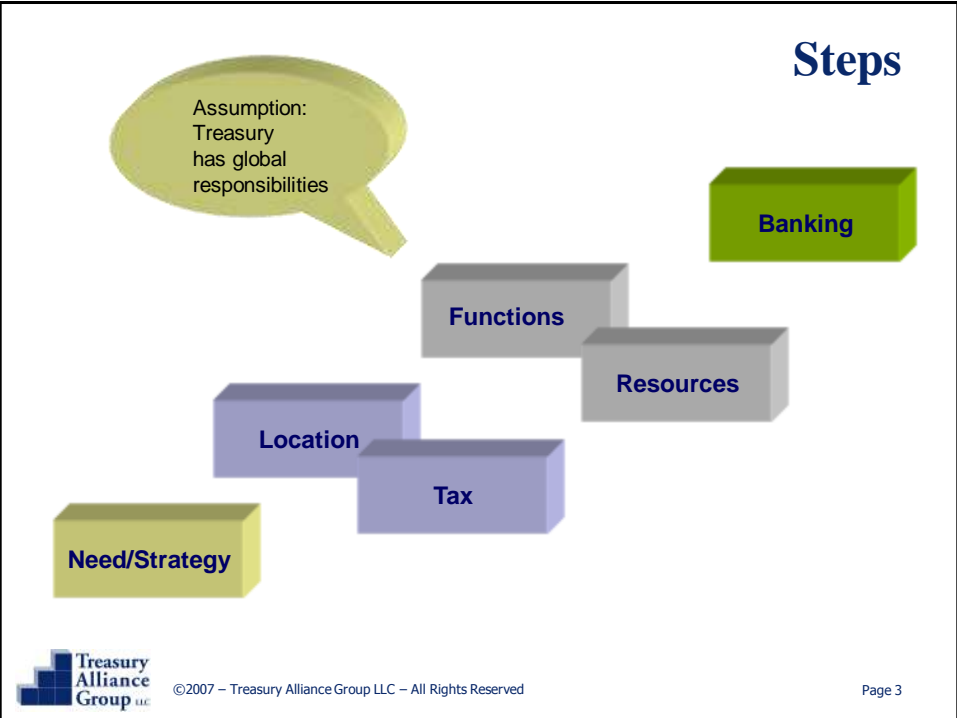 Steps
Assumption:
Treasury
has global
responsibilities
Banking
Functions
Resources
Location
Tax
Need/Strategy
Treasury
Alliance
Group LLC
©2007 – Treasury Alliance Group LLC – All Rights Reserved
Page 3